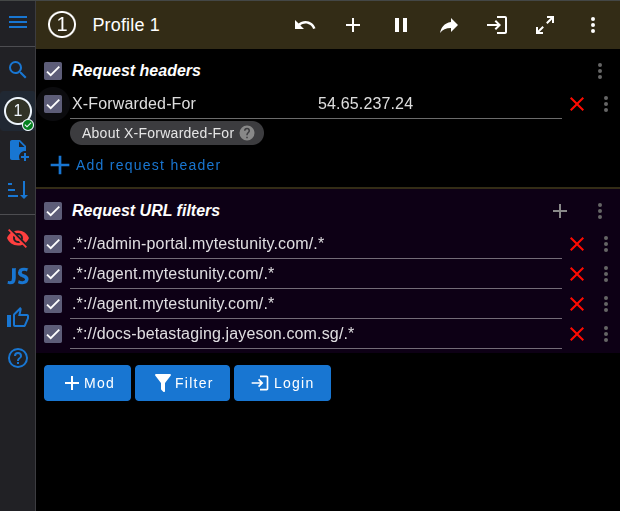 1 Profile 1
Request headers
1
X-Forwarded-For 54.65.237.24
About X-Forwarded-For ?
Add request header
Request URL filters
.*://admin-portal.mytestunity.com/.*
JS .*://agent.mytestunity.com/.*
.*://agent.mytestunity.com/.*
.*://docs-betastaging.jayeson.com.sg/.*
?
Mod Filter Login